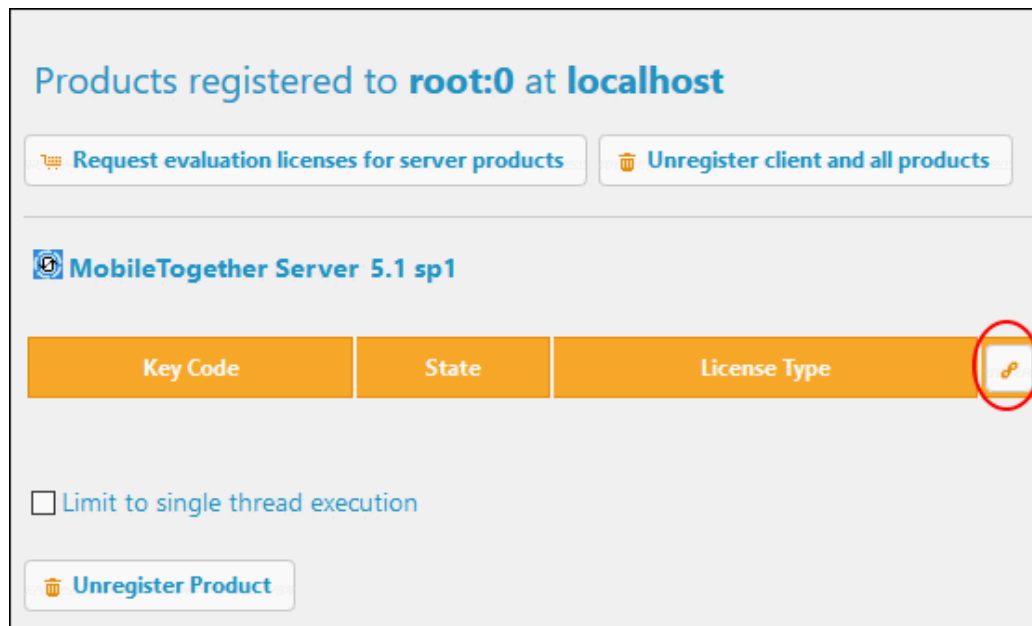 Products registered to root:0 at localhost
Request evaluation licenses for server products Unregister client and all products
MobileTogether Server 5.1 sp1
Key Code State License Type
Limit to single thread execution
Unregister Product